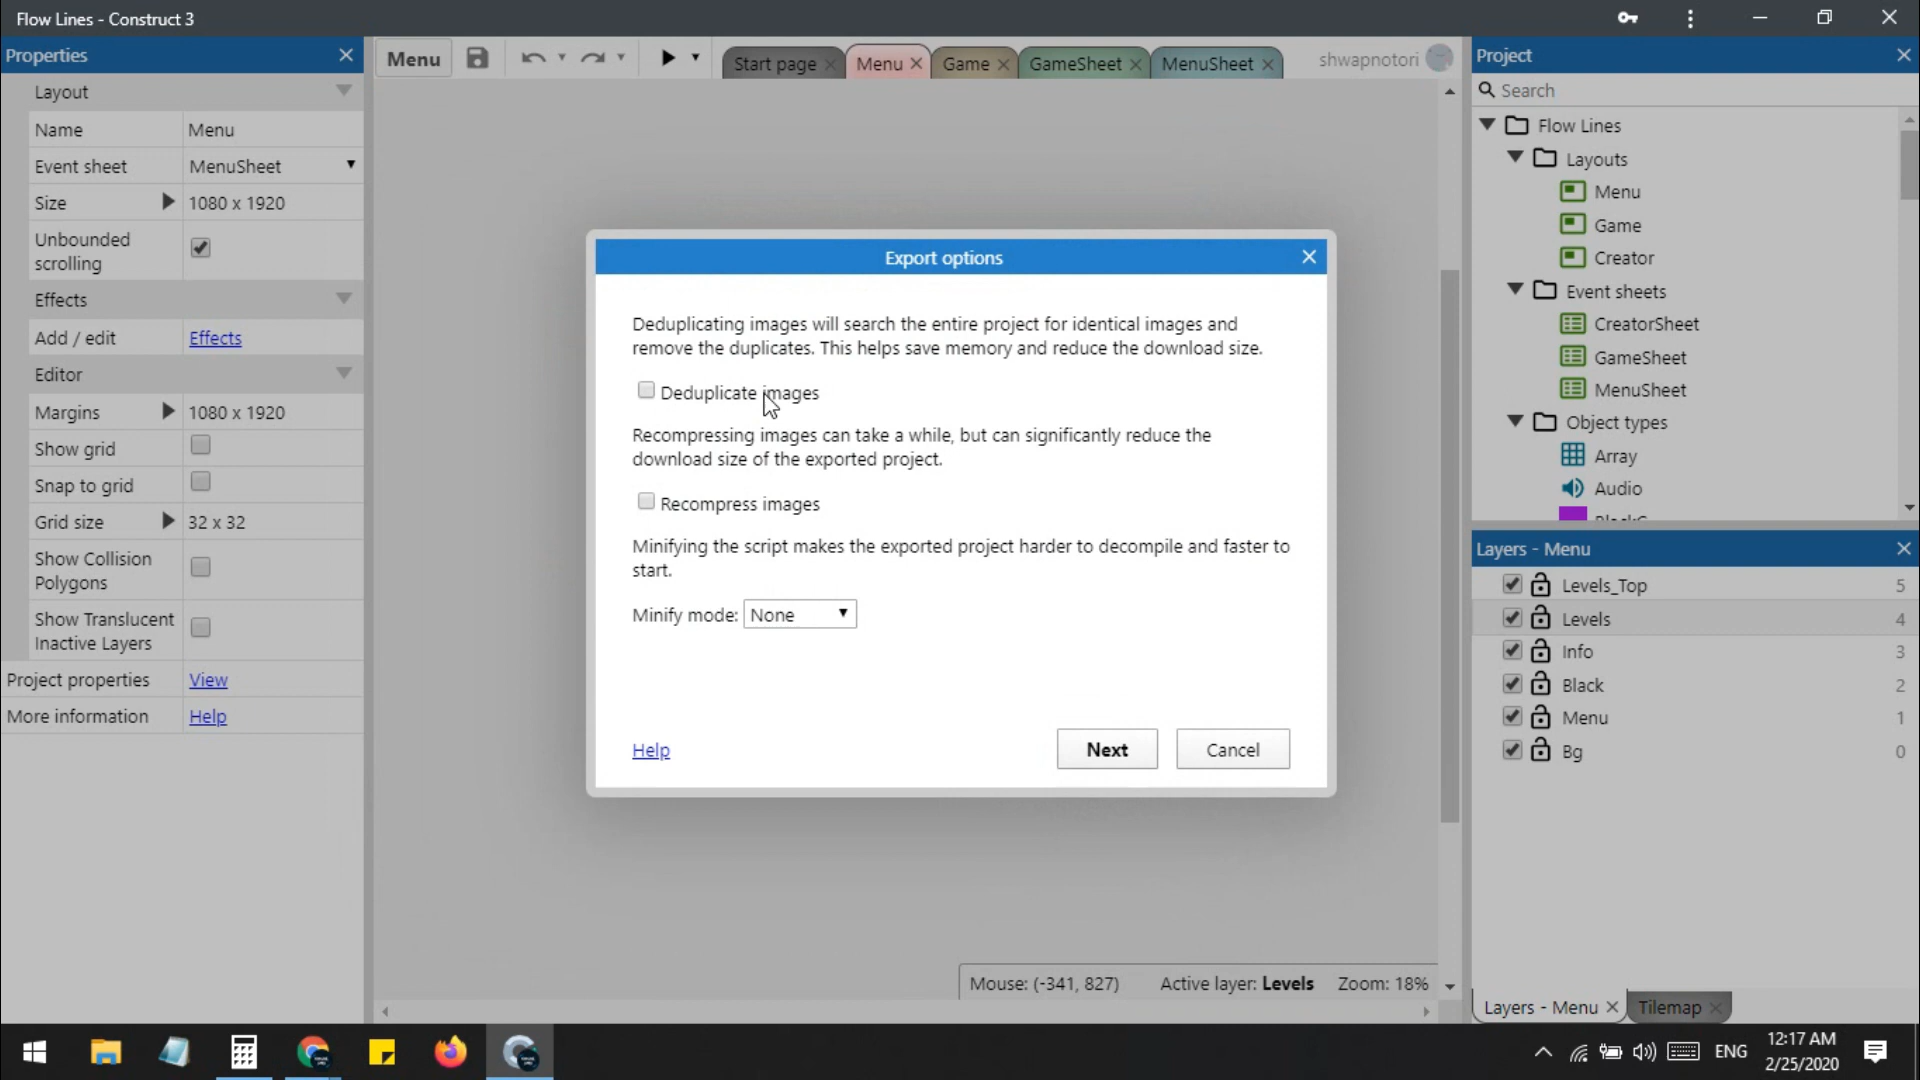 Flow Lines - Construct 3
Properties
Layout
Name Menu
Event sheet MenuSheet
Size 1080 x 1920
Unbounded
scrolling
Effects
Add / edit Effects
Editor
Margins 1080 x 1920
Show grid
Snap to grid
Grid size 32 x 32
Show Collision
Polygons
Show Translucent
Inactive Layers
Project properties View
More information Help
Menu
Start page
Menu
Game
GameSheet
MenuSheet
shwapnotori
Export options
Deduplicating images will search the entire project for identical images and
remove the duplicates. This helps save memory and reduce the download size.
Deduplicate images
Recompressing images can take a while, but can significantly reduce the
download size of the exported project.
Recompress images
Minifying the script makes the exported project harder to decompile and faster to
start.
Minify mode: None
Help
Next
Cancel
Mouse: (-341, 827) Active layer: Levels Zoom: 18%
Project
Search
Flow Lines
Layouts
Menu
Game
Creator
Event sheets
CreatorSheet
GameSheet
MenuSheet
Object types
Array
Audio
Layers - Menu
Levels_Top 5
Levels 4
Info 3
Black 2
Menu 1
Bg 0
Layers - Menu
Tilemap
ENG
12:17 AM
2/25/2020